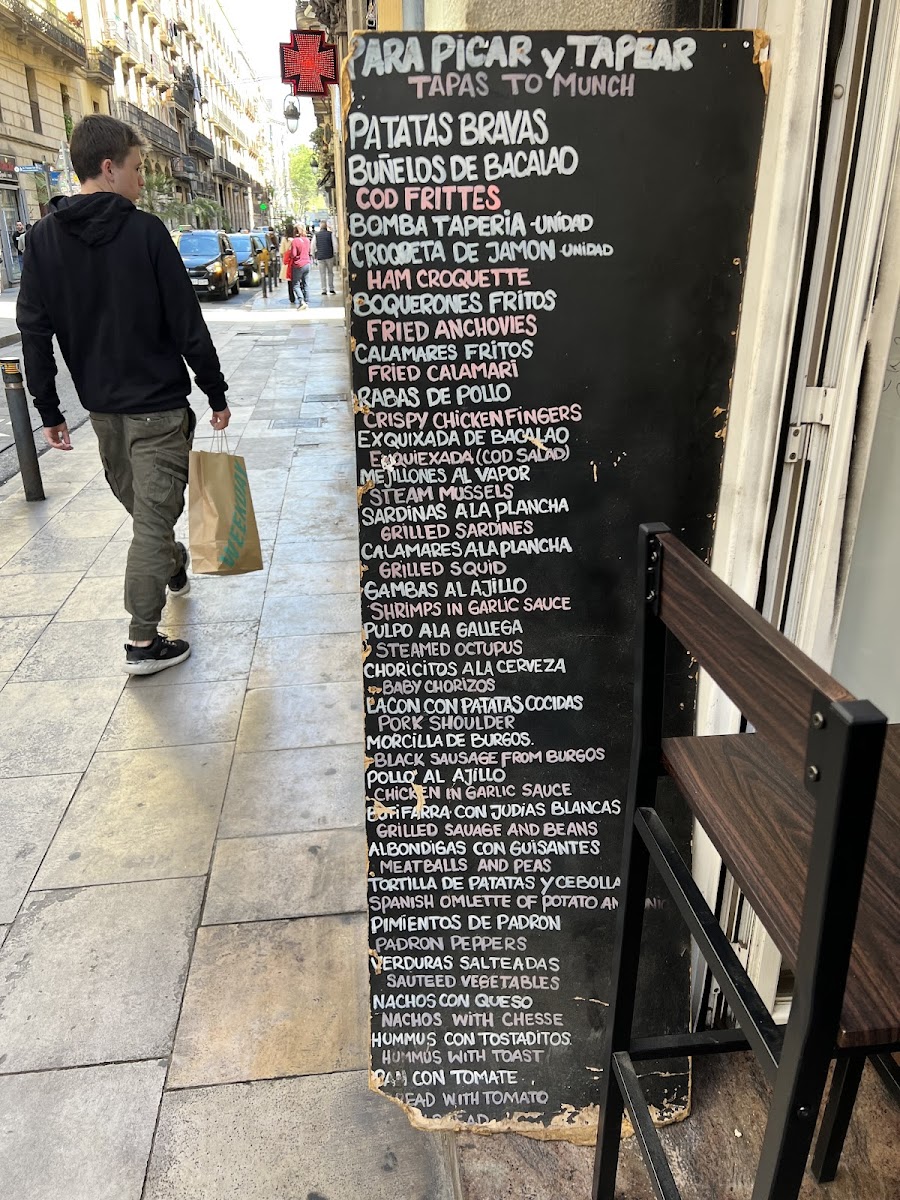 PARA PICAR y TAPEAR
TAPAS TO MUNCH
PATATAS BRAVAS
BUÑELOS DE BACALAO
COD FRITTES
BOMBA TAPERIA -UNIDAD
CROQUETA DE JAMON -UNIDAD
HAM CROQUETTE
BOQUERONES FRITOS
FRIED ANCHOVIES
CALAMARES FRITOS
FRIED CALAMARI
RABAS DE POLLO
CRISPY CHICKEN FINGERS
EXQUIXADA DE BACALAO
EXQUIEXADA (COD SALAD)
MEJILLONES AL VAPOR
STEAM MUSSELS
SARDINAS A LA PLANCHA
GRILLED SARDINES
CALAMARES A LA PLANCHA
GRILLED SQUID
GAMBAS AL AJILLO
SHRIMPS IN GARLIC SAUCE
PULPO A LA GALLEGA
STEAMED OCTUPUS
CHORICITOS A LA CERVEZA
BABY CHORIZOS
LACON CON PATATAS COCIDAS
PORK SHOULDER
MORCILLA DE BURGOS.
BLACK SAUSAGE FROM BURGOS
POLLO AL AJILLO
CHICKEN IN GARLIC SAUCE
BUTIFARRA CON JUDIAS BLANCAS
GRILLED SAUAGE AND BEANS
ALBONDIGAS CON GUISANTES
MEATBALLS AND PEAS
TORTILLA DE PATATAS Y CEBOLLA
SPANISH OMLETTE OF POTATO
PIMIENTOS DE PADRON
PADRON PEPPERS
VERDURAS SALTEADAS
SAUTEED VEGETABLES
NACHOS CON QUESO
NACHOS WITH CHESSE
HUMMUS CON TOSTADITOS.
HUMMUS WITH TOAST
PAN CON TOMATE
BREAD WITH TOMATO
WEEKDAY